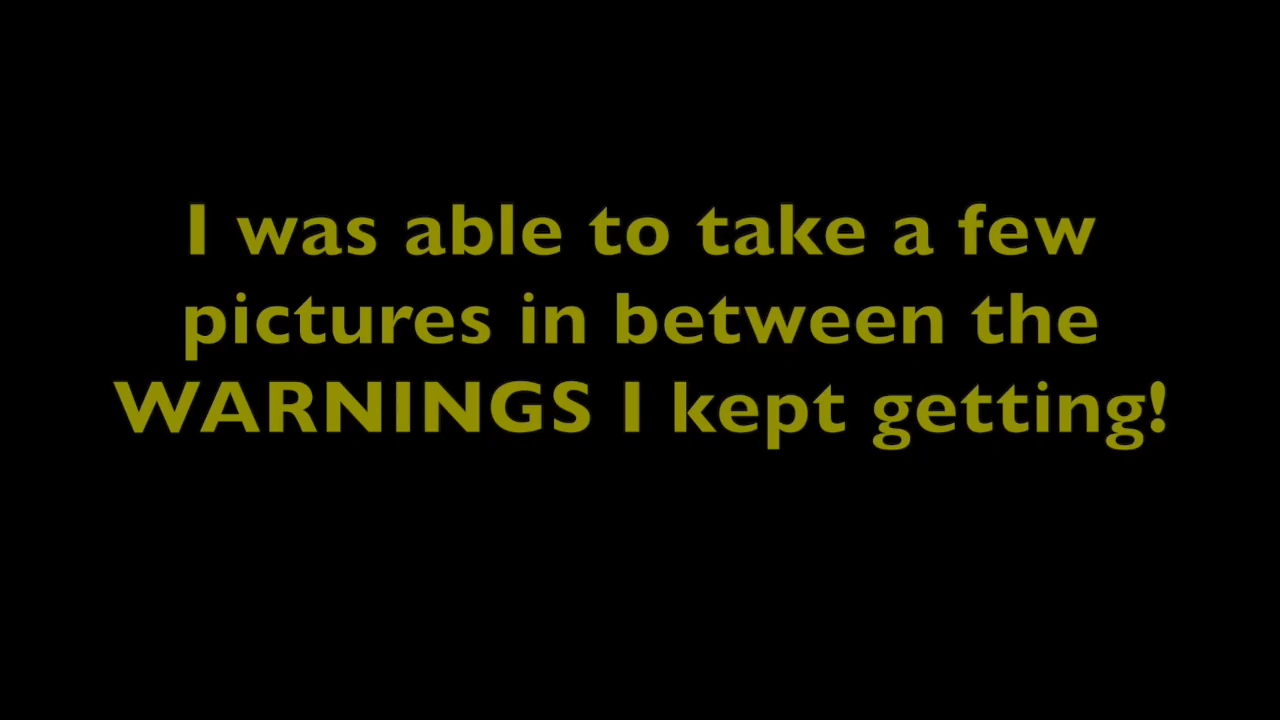 I was able to take a few
pictures in between the
WARNINGS I kept getting!